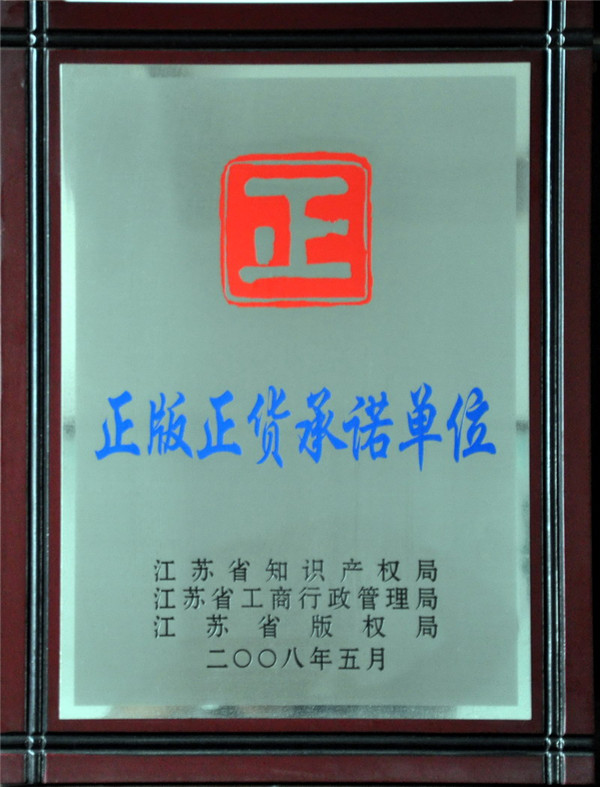 正
正版正货承诺单位
江苏省知识产权局
江苏省工商行政管理局
江苏省版权局
二〇〇八年五月